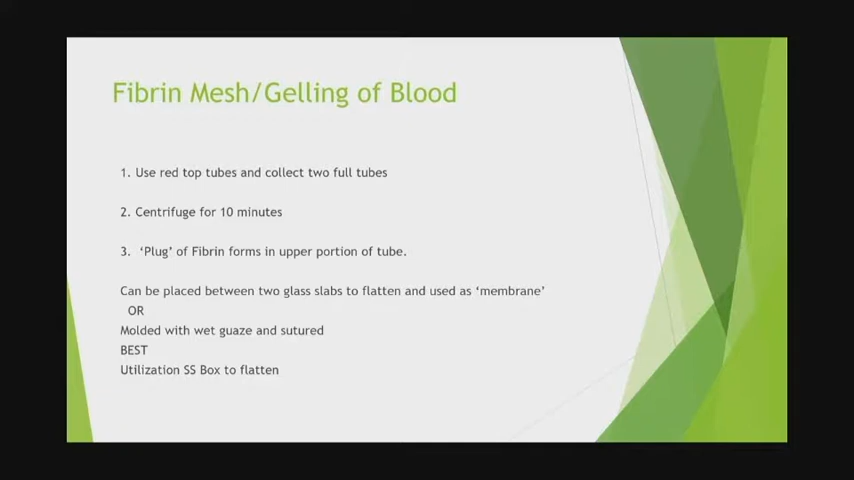 Fibrin Mesh/Gelling of Blood
1. Use red top tubes and collect two full tubes
2. Centrifuge for 10 minutes
3. ‘Plug’ of Fibrin forms in upper portion of tube.
Can be placed between two glass slabs to flatten and used as ‘membrane’
OR
Molded with wet guaze and sutured
BEST
Utilization SS Box to flatten